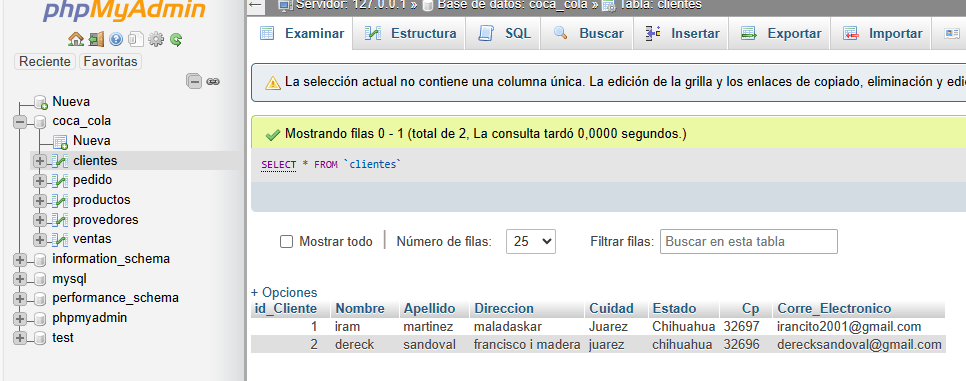 phpMyAdmin
Reciente Favoritas
Nueva
coca_cola
Nueva
clientes
pedido
productos
provedores
ventas
information_schema
mysql
performance_schema
phpmyadmin
test
Servidor: 127.0.0.1 » Base de datos: coca_cola » Tabla: clientes
Examinar Estructura SQL Buscar Insertar Exportar Importar
La selección actual no contiene una columna única. La edición de la grilla y los enlaces de copiado, eliminación y edi
Mostrando filas 0 - 1 (total de 2, La consulta tardó 0,0000 segundos.)
SELECT * FROM `clientes`
Mostrar todo | Número de filas: 25 Filtrar filas: Buscar en esta tabla
+ Opciones
id_Cliente Nombre Apellido Direccion Cuidad Estado Cp Corre_Electronico
1 iram martinez maladaskar Juarez Chihuahua 32697 irancito2001@gmail.com
2 dereck sandoval francisco i madera juarez chihuahua 32696 derecksandoval@gmail.com